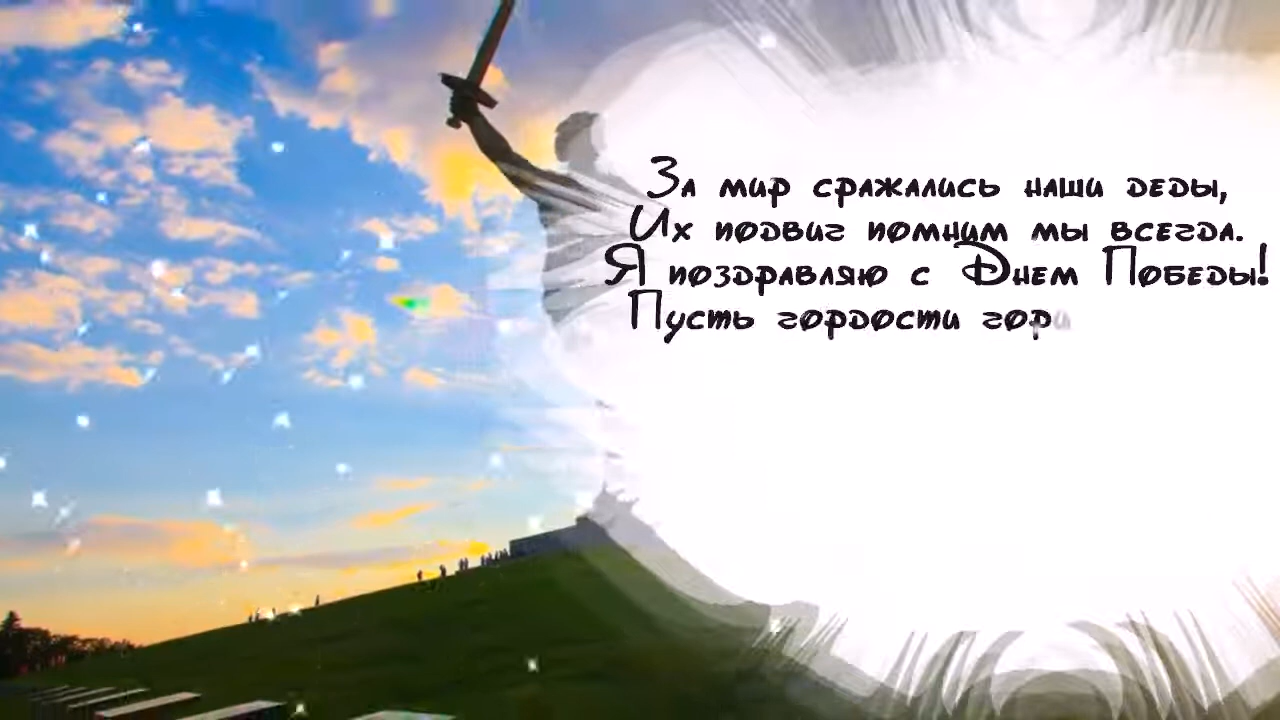 За мир сражались наши деды,
Их подвиг помним мы всегда.
Я поздравляю с Днем Победы!
Пусть гордости